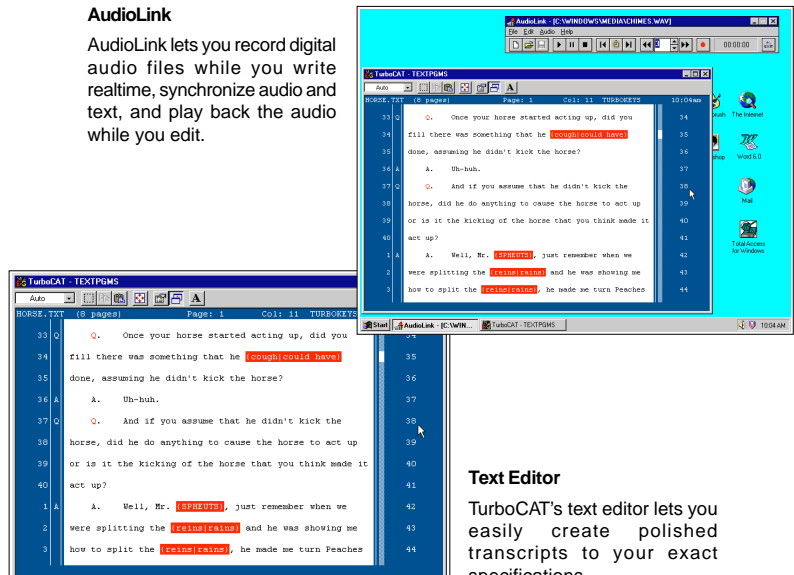 AudioLink
AudioLink lets you record digital
audio files while you write
realtime, synchronize audio and
text, and play back the audio
while you edit.
AudioLink - [C:\WINDOWS\MEDIA\CHIMES.WAV]
File Edit Audio Help
00:00:00
TurboCAT - TEXTPGMS
Auto
HORSE.TXT (8 pages) Page: 1 Col: 11 TURBOKEYS 10:04am
33 Q Q. Once your horse started acting up, did you 34
34 fill there was something that he {cough|could have} 35
35 done, assuming he didn't kick the horse? 36
36 A A. Uh-huh. 37
37 Q Q. And if you assume that he didn't kick the 38
38 horse, did he do anything to cause the horse to act up 39
39 or is it the kicking of the horse that you think made it 40
40 act up? 41
1 A A. Well, Mr. {SPHEUTS}, just remember when we 42
2 were splitting the {reins|rains} and he was showing me 43
3 how to split the {reins|rains}, he made me turn Peaches 44
The Internet
Word 6.0
Mail
Total Access
for Windows
Start AudioLink - [C:\WIN... TurboCAT - TEXTPGMS 10:04 AM
TurboCAT - TEXTPGMS
Auto
HORSE.TXT (8 pages) Page: 1 Col: 11 TURBOKEYS
33 Q Q. Once your horse started acting up, did you 34
34 fill there was something that he {cough|could have} 35
35 done, assuming he didn't kick the horse? 36
36 A A. Uh-huh. 37
37 Q Q. And if you assume that he didn't kick the 38
38 horse, did he do anything to cause the horse to act up 39
39 or is it the kicking of the horse that you think made it 40
40 act up? 41
1 A A. Well, Mr. {SPHEUTS}, just remember when we 42
2 were splitting the {reins|rains} and he was showing me 43
3 how to split the {reins|rains}, he made me turn Peaches 44
Text Editor
TurboCAT's text editor lets you
easily create polished
transcripts to your exact
specifications